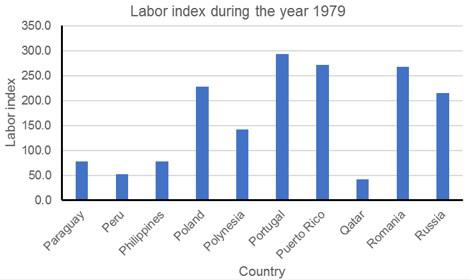 Labor index during the year 1979
350.0
300.0
250.0
200.0
150.0
100.0
50.0
0.0
Labor index
Paraguay
Peru
Philippines
Poland
Polynesia
Portugal
Puerto Rico
Qatar
Romania
Russia
Country